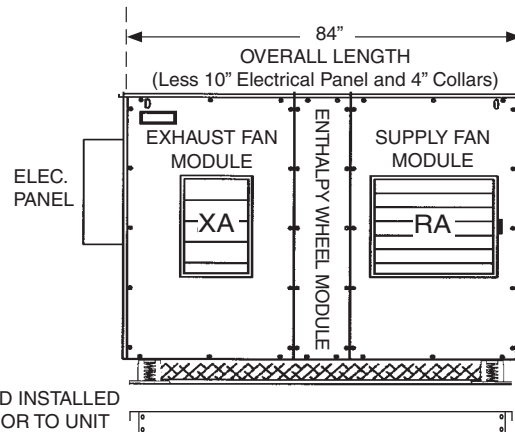 84"
OVERALL LENGTH
(Less 10" Electrical Panel and 4" Collars)
EXHAUST FAN
MODULE
ENTHALPY WHEEL MODULE
SUPPLY FAN
MODULE
ELEC.
PANEL
XA
RA
D INSTALLED
OR TO UNIT